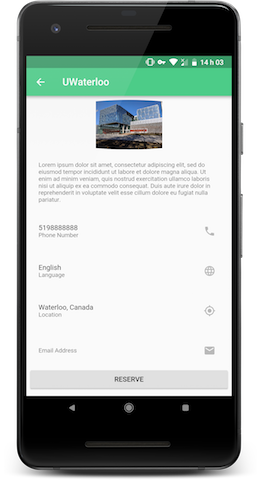 14 h 03
UWaterloo
Lorem ipsum dolor sit amet, consectetur adipiscing elit, sed do
eiusmod tempor incididunt ut labore et dolore magna aliqua. Ut
enim ad minim veniam, quis nostrud exercitation ullamco laboris
nisi ut aliquip ex ea commodo consequat. Duis aute irure dolor in
reprehenderit in voluptate velit esse cillum dolore eu fugiat nulla
pariatur.
5198888888
Phone Number
English
Language
Waterloo, Canada
Location
Email Address
RESERVE